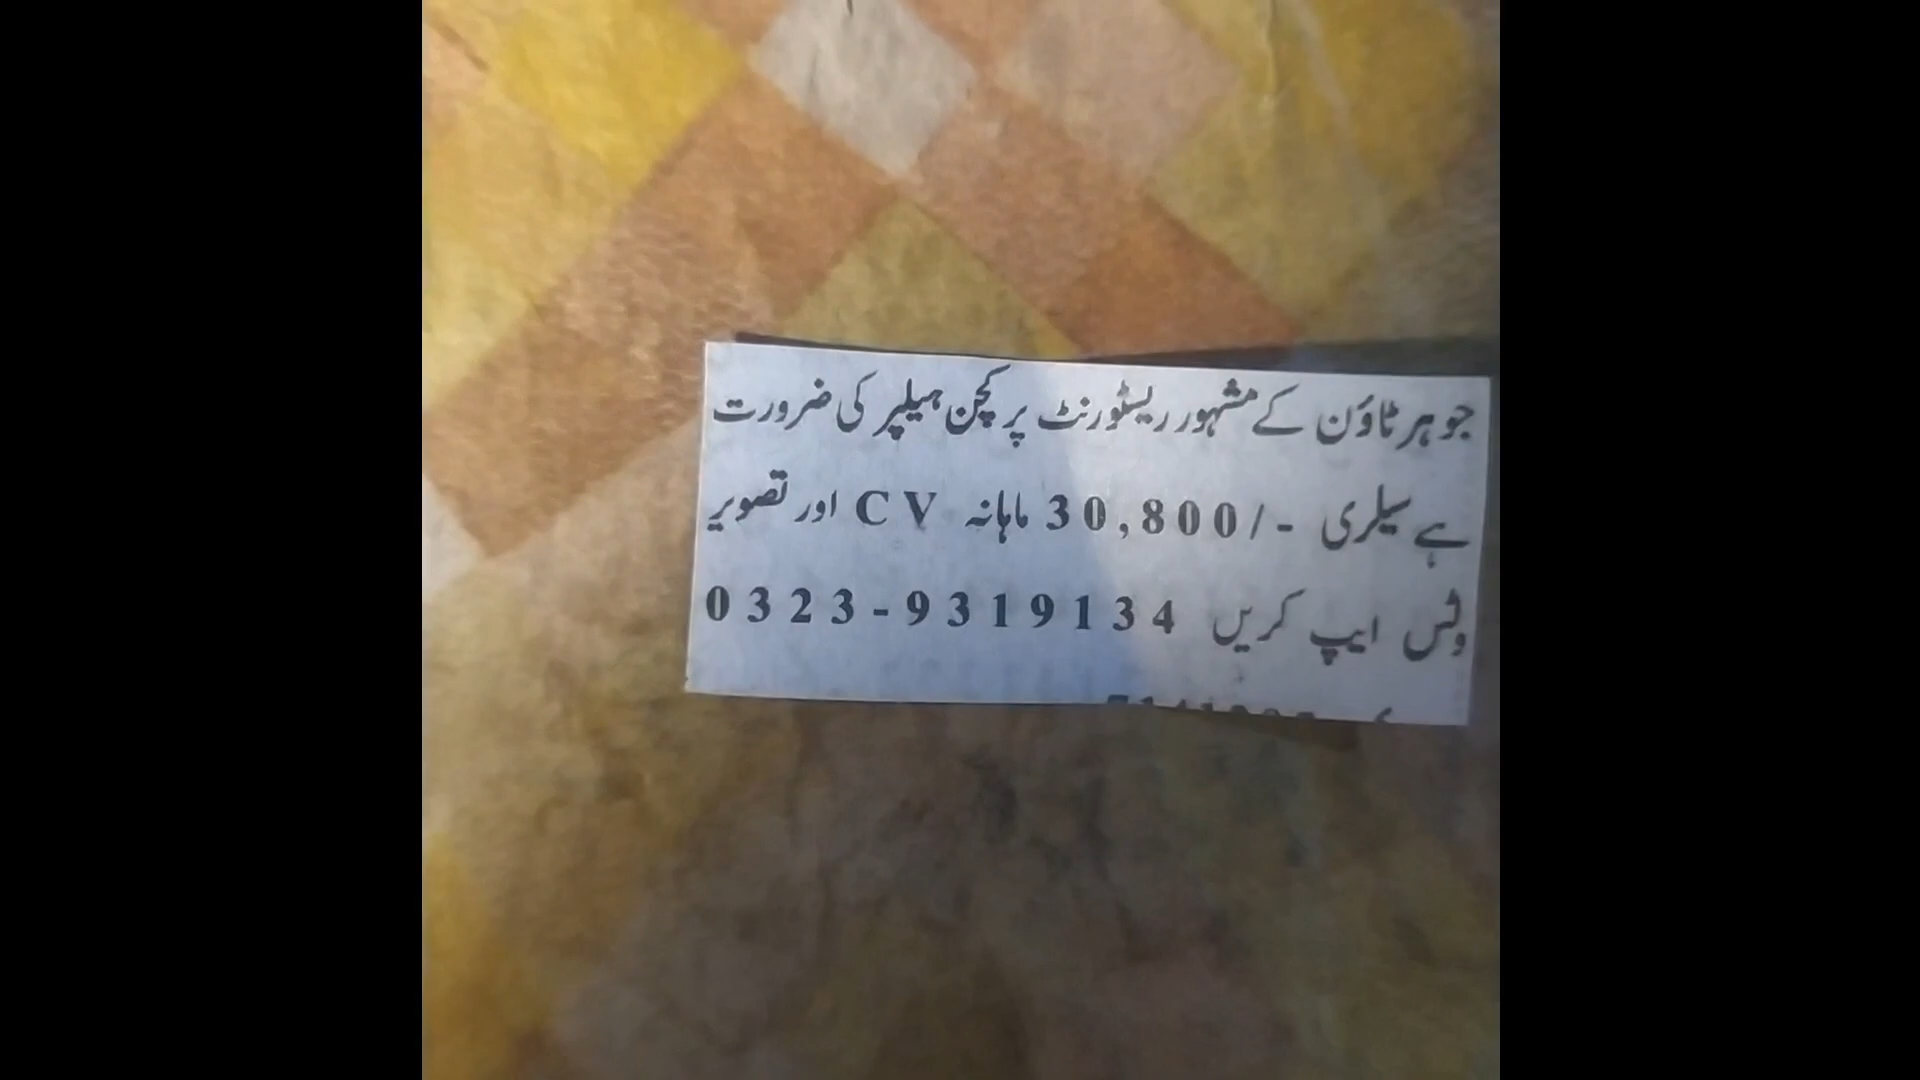 جوہر ٹاؤن کے مشہور ریسٹورنٹ پر کچن ہیلپر کی ضرورت
ہے سیلری -/30,800 ماہانہ CV اور تصویر
وٹس ایپ کریں 0323-9319134